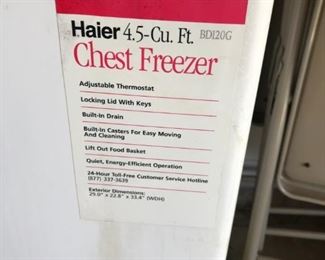 Haier 4.5-Cu. Ft. BD120G
Chest Freezer
Adjustable Thermostat
Locking Lid With Keys
Built-In Drain
Built-In Casters For Easy Moving
And Cleaning
Lift Out Food Basket
Quiet, Energy-Efficient Operation
24-Hour Toll-Free Customer Service Hotline
(877) 337-3639
Exterior Dimensions:
29.0" x 22.8" x 33.4" (WDH)